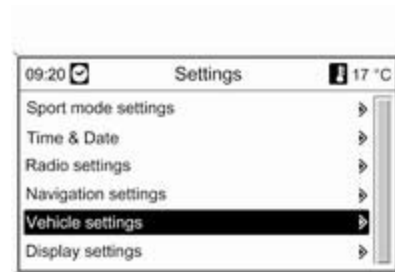 09:20 Settings 17 °C
Sport mode settings
Time & Date
Radio settings
Navigation settings
Vehicle settings
Display settings